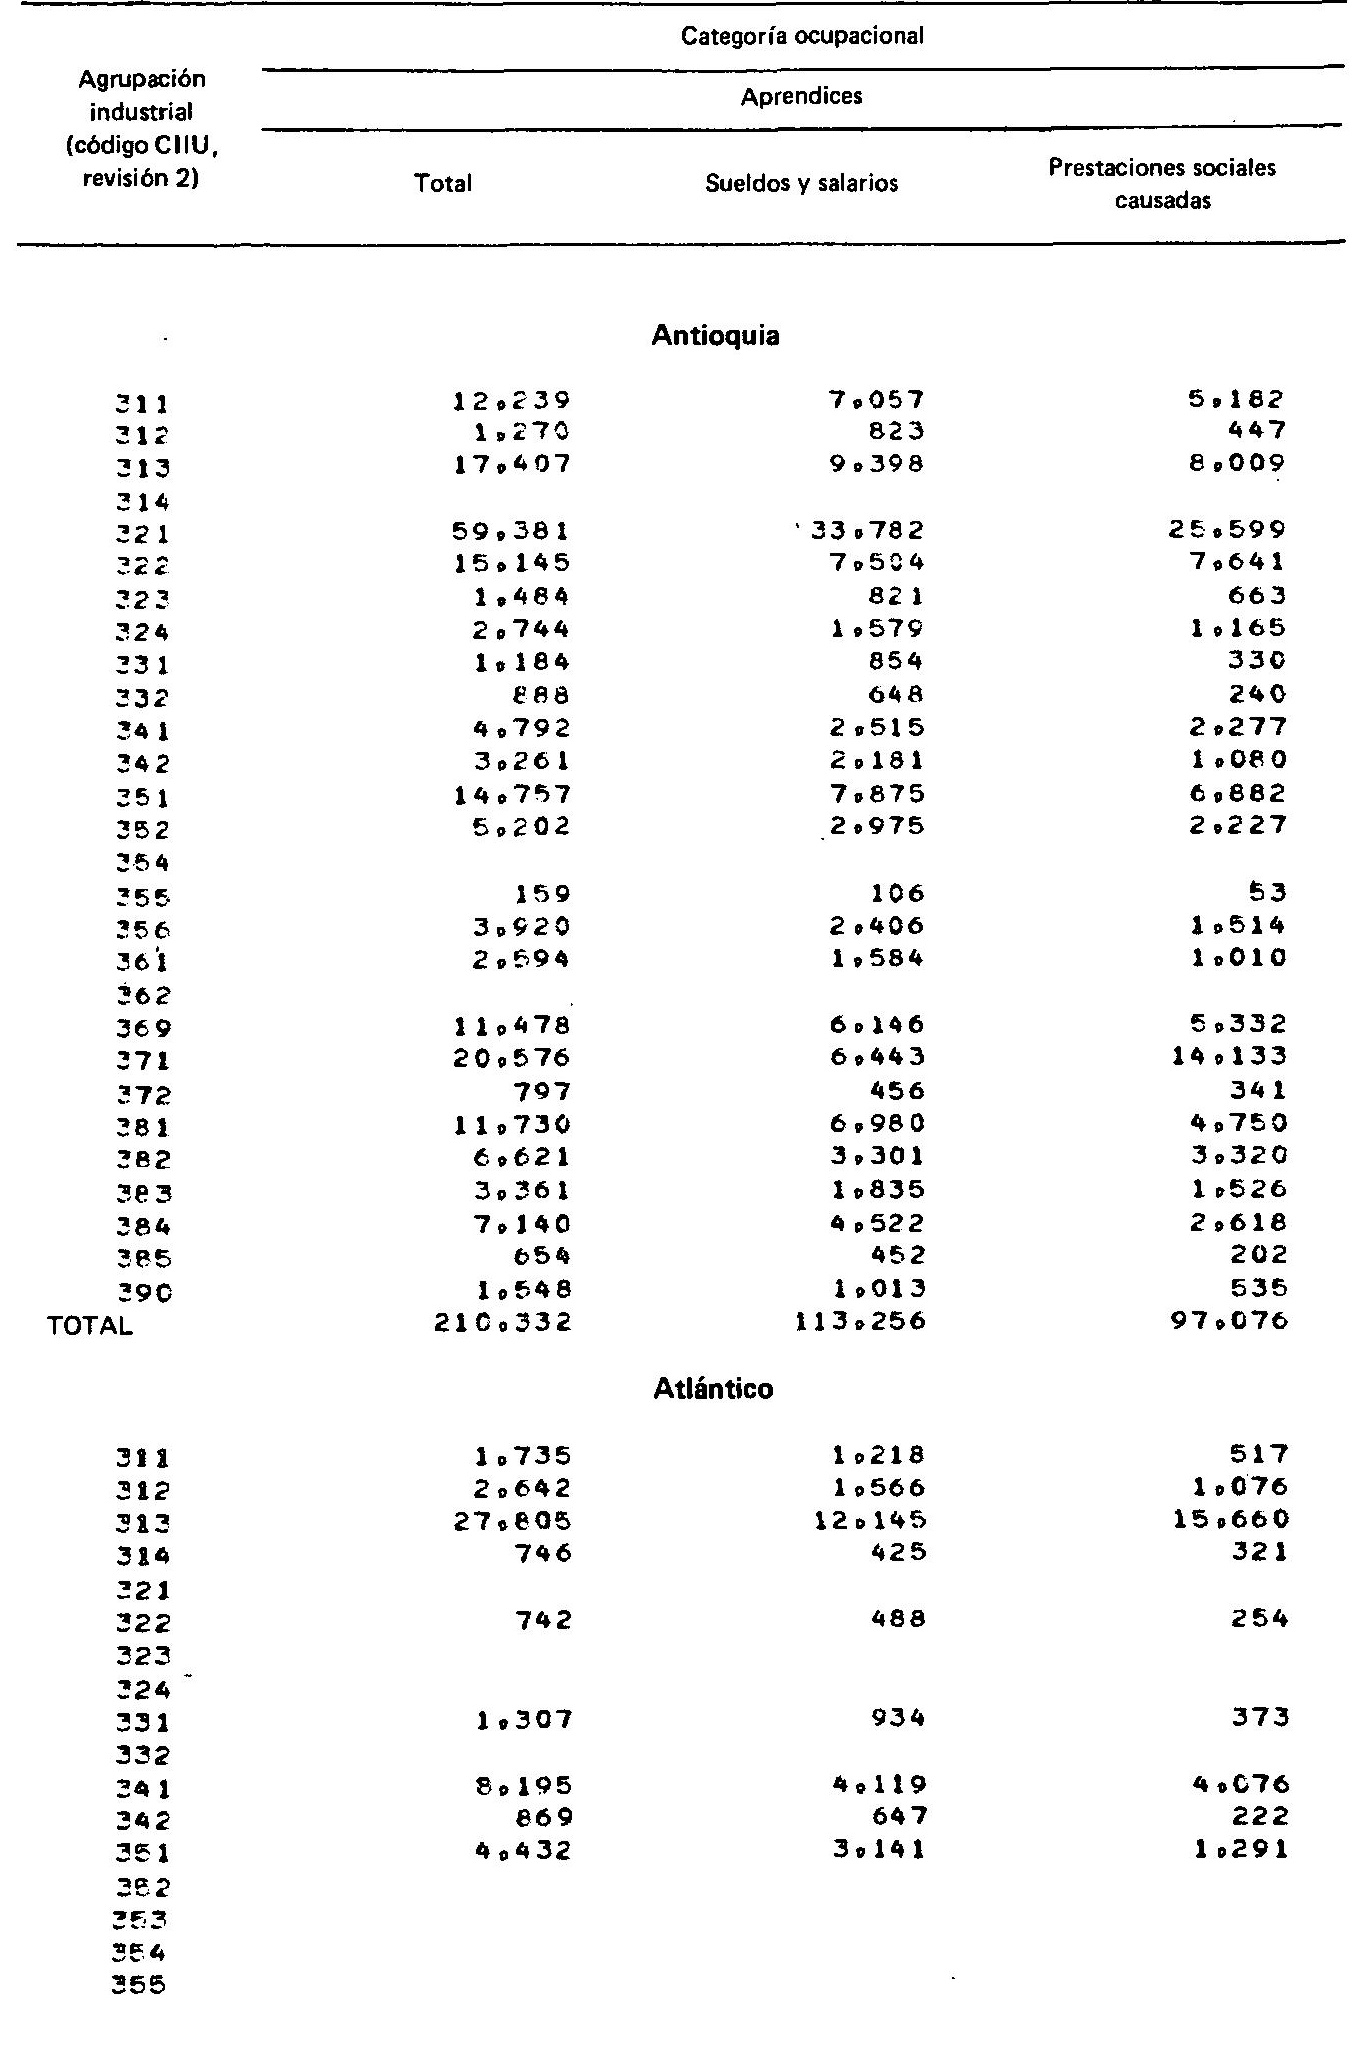 Categoría ocupacional
Agrupación industrial (código CIIU, revisión 2)
Aprendices
Total Sueldos y salarios Prestaciones sociales causadas
Antioquia
311 12.239 7.057 5.182
312 1.270 823 447
313 17.407 9.398 8.009
314
321 59.381 33.782 25.599
322 15.145 7.504 7.641
323 1.484 821 663
324 2.744 1.579 1.165
331 1.184 854 330
332 888 648 240
341 4.792 2.515 2.277
342 3.261 2.181 1.080
351 14.757 7.875 6.882
352 5.202 2.975 2.227
354
355 159 106 53
356 3.920 2.406 1.514
361 2.594 1.584 1.010
362
369 11.478 6.146 5.332
371 20.576 6.443 14.133
372 797 456 341
381 11.730 6.980 4.750
382 6.621 3.301 3.320
383 3.361 1.835 1.526
384 7.140 4.522 2.618
385 654 452 202
390 1.548 1.013 535
TOTAL 210.332 113.256 97.076
Atlántico
311 1.735 1.218 517
312 2.642 1.566 1.076
313 27.805 12.145 15.660
314 746 425 321
321
322 742 488 254
323
324
331 1.307 934 373
332
341 8.195 4.119 4.076
342 869 647 222
351 4.432 3.141 1.291
352
353
354
355